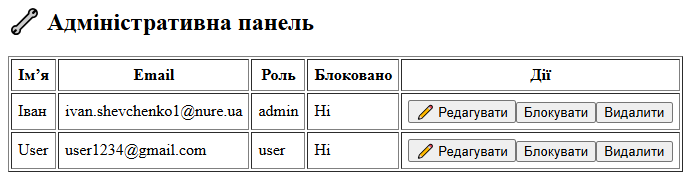 Адміністративна панель
Ім’я Email Роль Блоковано Дії
Іван ivan.shevchenko1@nure.ua admin Ні Редагувати Блокувати Видалити
User user1234@gmail.com user Ні Редагувати Блокувати Видалити